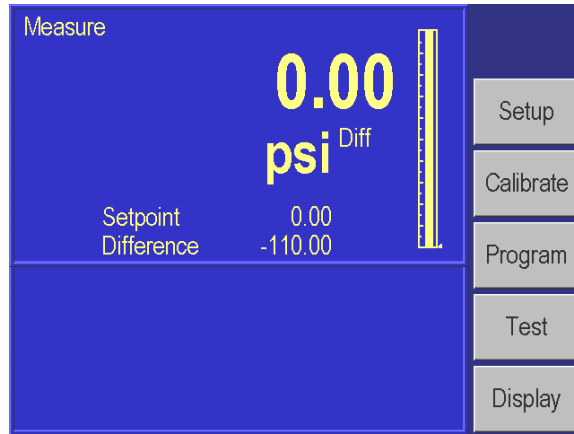 Measure
0.00
psi Diff
Setpoint 0.00
Difference -110.00
Setup
Calibrate
Program
Test
Display